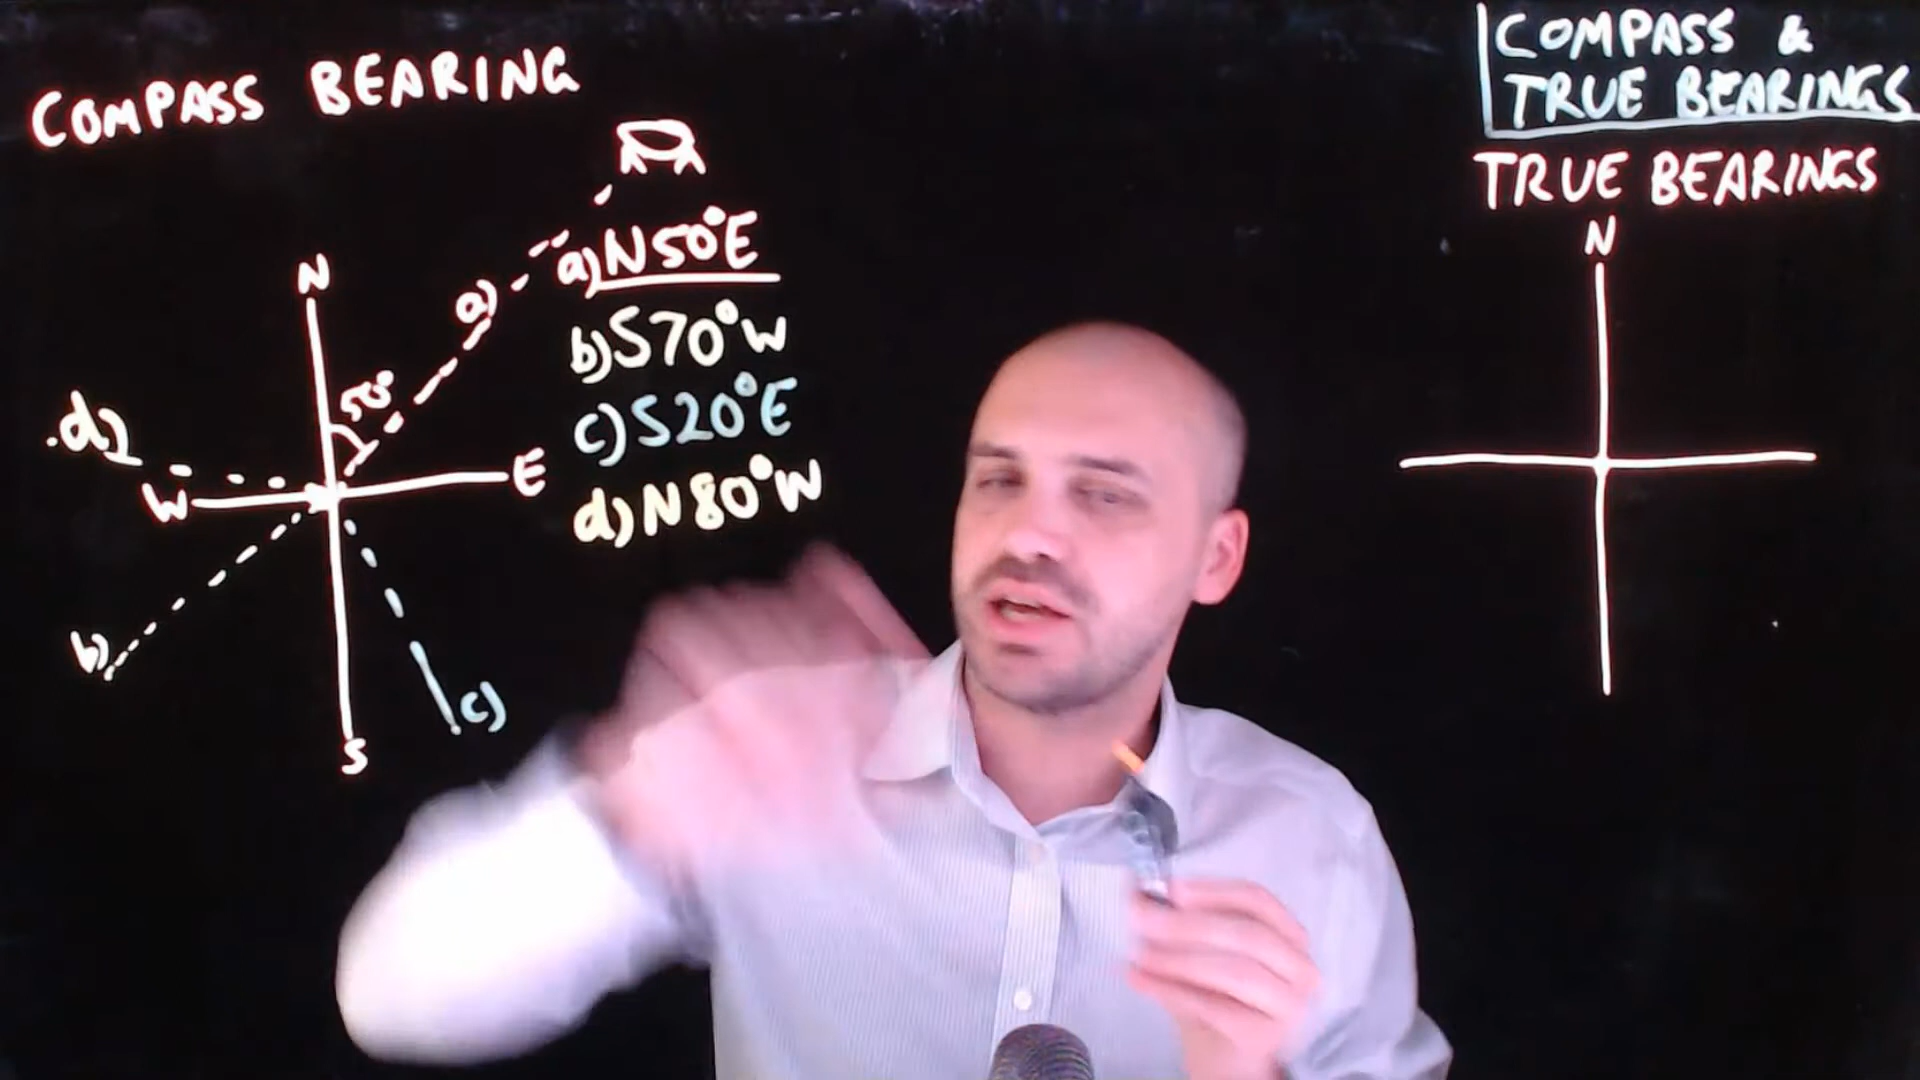 COMPASS BEARING
COMPASS &
TRUE BEARINGS
TRUE BEARINGS
N
a) N50°E
N
a)
b) S70°W
50°
c) S20°E
d)
W
E
d) N80°W
b)
c)
S